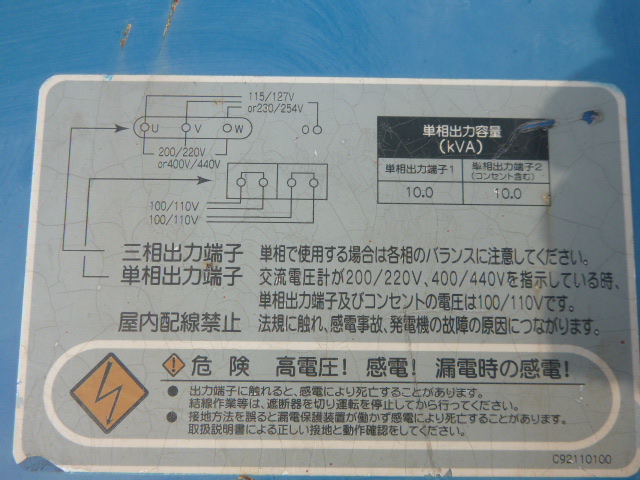 115/127V
or230/254V
U V W O
200/220V
or400V/440V
100/110V
100/110V
単相出力容量
(kVA)
単相出力端子1 単相出力端子2
(コンセント含む)
10.0 10.0
三相出力端子 単相で使用する場合は各相のバランスに注意してください。
単相出力端子 交流電圧計が200/220V、400/440Vを指示している時、
単相出力端子及びコンセントの電圧は100/110Vです。
屋内配線禁止 法規に触れ、感電事故、発電機の故障の原因につながります。
危険 高電圧! 感電! 漏電時の感電!
● 出力端子に触れると、感電により死亡することがあります。
結線作業等は、遮断器を切り運転を停止してから行ってください。
● 接地方法を誤ると漏電保護装置が働かず感電により死亡することがあります。
取扱説明書による正しい接地と動作確認をしてください。
C92110100